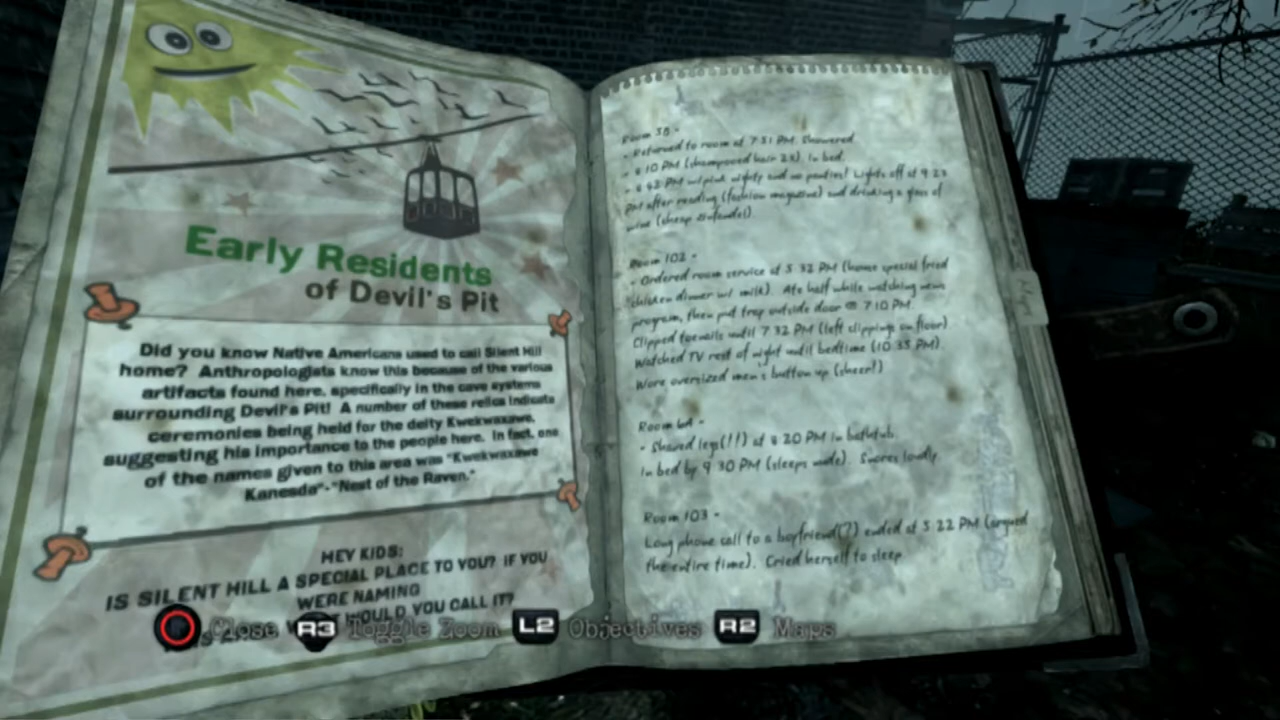 Early Residents
of Devil's Pit
Did you know Native Americans used to call Silent Hill
home? Anthropologists know this because of the various
artifacts found here, specifically in the cave systems
surrounding Devil's Pit! A number of these relics indicate
ceremonies being held for the deity Kwekwaxawe,
suggesting his importance to the people here. In fact, one
of the names given to this area was "Kwekwaxawe
Kanesda"-"Nest of the Raven."
HEY KIDS:
IS SILENT HILL A SPECIAL PLACE TO YOU? IF YOU
WERE NAMING
WOULD YOU CALL IT?
Room
- Returned to room at 7:51 PM. Showered
10 PM (shampooed hair 2x). In bed
PM w/pink nighty and no panties! Lights off at 9
PM after reading (fashion magazine) and drinking a glass of
wine (cheap zinfandel).
Room 102 -
- Ordered room service at 5:32 PM (house special fried
chicken dinner w/ milk). Ate half while watching news
program, then put tray outside door @ 7:10 PM.
Clipped toenails until 7:32 PM (left clippings on floor)
Watched TV rest of night until bedtime (10:35 PM).
Wore oversized men's button up (sheer!)
Room
- Shaved legs(!!) at 8:20 PM in bathtub.
In bed by 9:30 PM (sleeps nude). Snores loudly.
Room 103 -
Long phone call to a boyfriend(?) ended at 5:22 PM (argued
the entire time). Cried herself to sleep.
Close R3 Toggle Zoom L2 Objectives R2 Maps